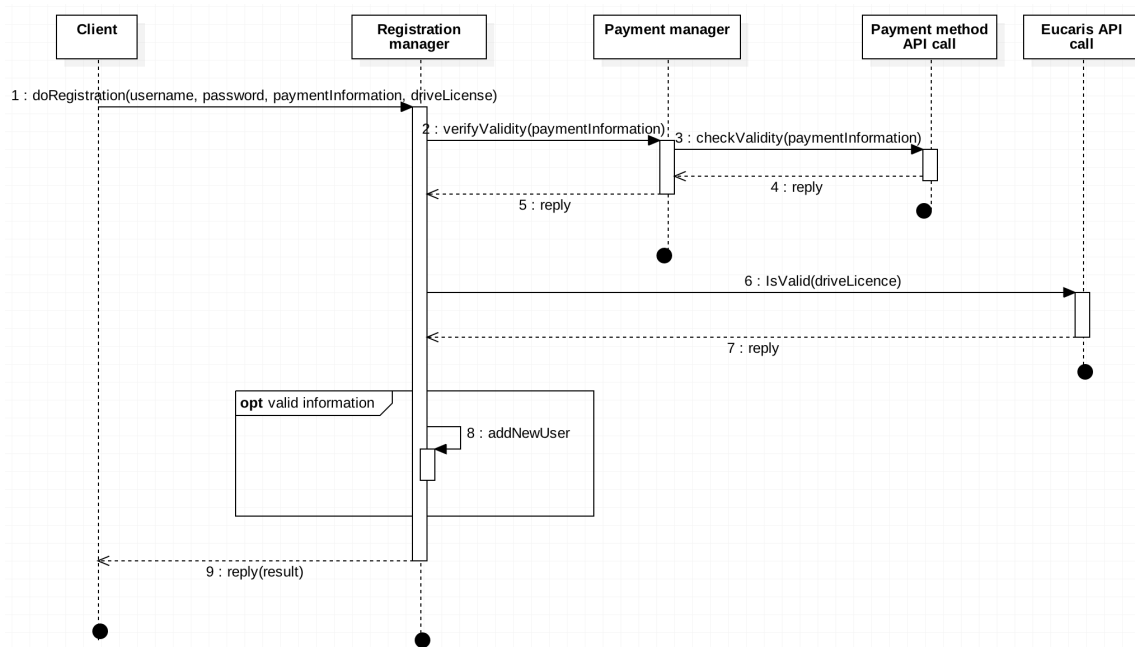 Client
Registration
manager
Payment manager
Payment method
API call
Eucaris API
call
1 : doRegistration(username, password, paymentInformation, driveLicense)
2 : verifyValidity(paymentInformation)
3 : checkValidity(paymentInformation)
4 : reply
5 : reply
6 : IsValid(driveLicence)
7 : reply
opt valid information
8 : addNewUser
9 : reply(result)